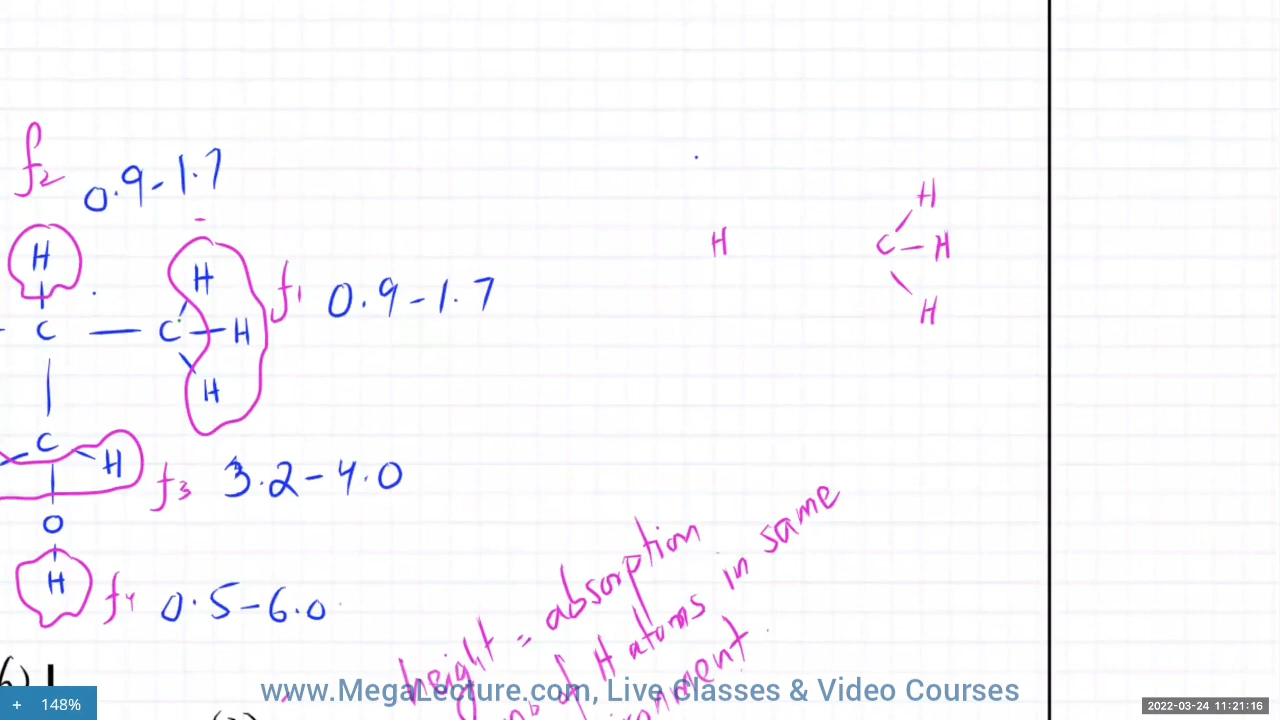 f2 0.9-1.7
H
H f1 0.9-1.7
C — C — H
H
C H f3 3.2-4.0
O
H f4 0.5-6.0
H
H C — H
H
height = absorption
of H atoms in same
6)
www.MegaLecture.com, Live Classes & Video Courses
+ 148%
2022-03-24 11:21:16